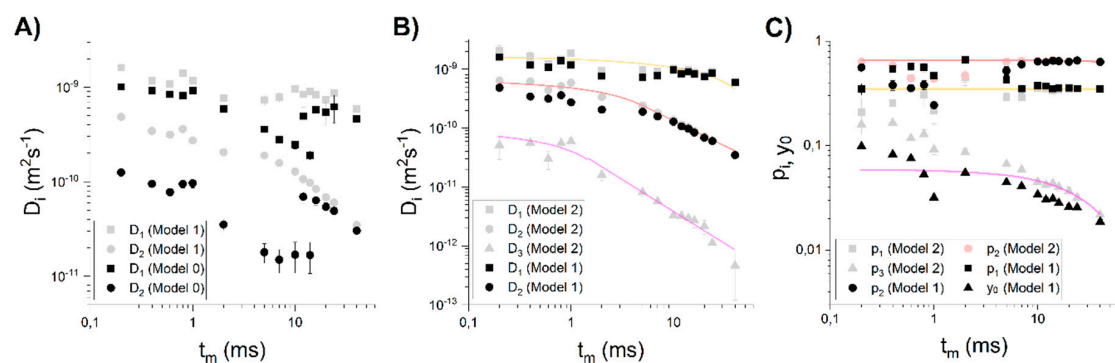 A)
10⁻⁹
10⁻¹⁰
10⁻¹¹
Dᵢ (m²s⁻¹)
D₁ (Model 1)
D₂ (Model 1)
D₁ (Model 0)
D₂ (Model 0)
0,1
1
10
tₘ (ms)
B)
10⁻⁸
10⁻⁹
10⁻¹⁰
10⁻¹¹
10⁻¹²
10⁻¹³
Dᵢ (m²s⁻¹)
D₁ (Model 2)
D₂ (Model 2)
D₃ (Model 2)
D₁ (Model 1)
D₂ (Model 1)
0,1
1
10
tₘ (ms)
C)
1
0,1
0,01
pᵢ, y₀
p₁ (Model 2) p₂ (Model 2)
p₃ (Model 2) p₁ (Model 1)
p₂ (Model 1) y₀ (Model 1)
0,1
1
10
tₘ (ms)